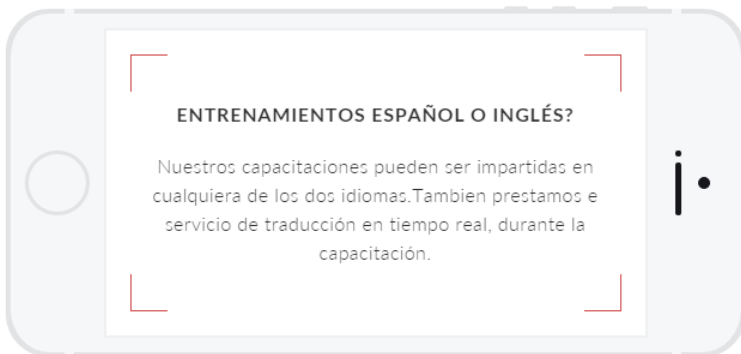 ENTRENAMIENTOS ESPAÑOL O INGLÉS?
Nuestros capacitaciones pueden ser impartidas en
cualquiera de los dos idiomas.Tambien prestamos e
servicio de traducción en tiempo real, durante la
capacitación.